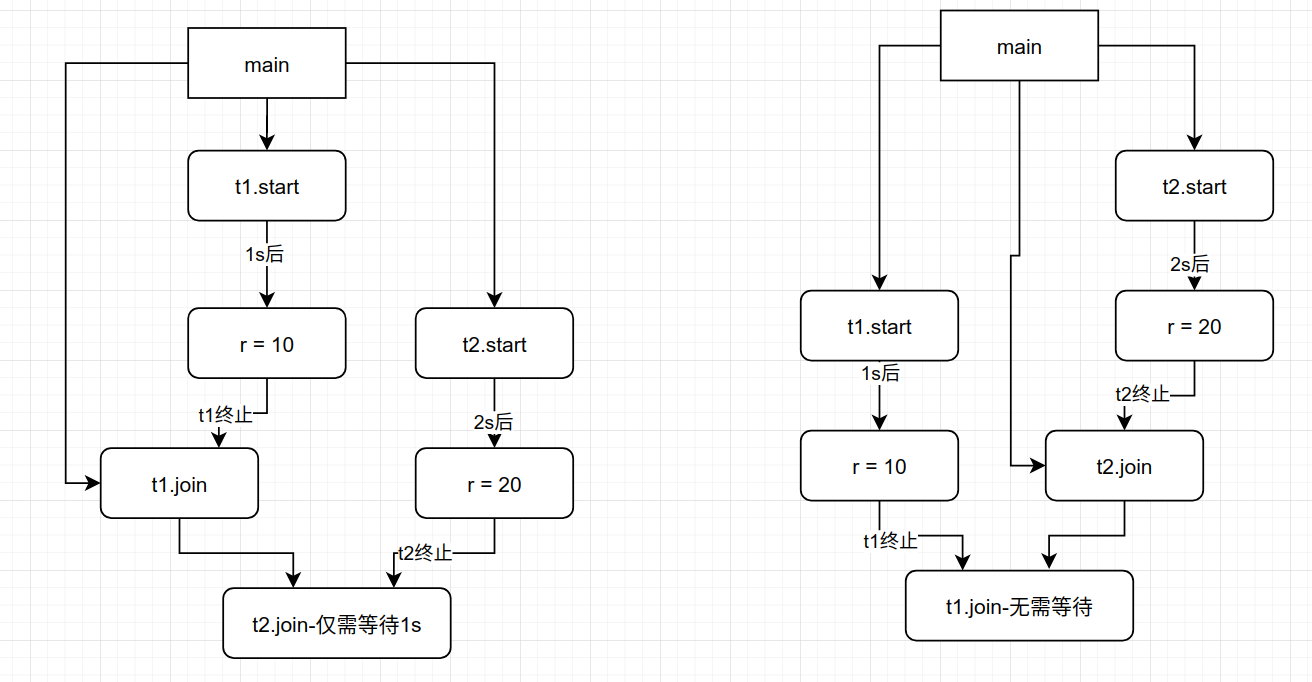 main
t1.start
1s后
r = 10
t2.start
t1终止
2s后
t1.join
r = 20
t2终止
t2.join-仅需等待1s
main
t2.start
2s后
t1.start
r = 20
1s后
t2终止
r = 10
t2.join
t1终止
t1.join-无需等待